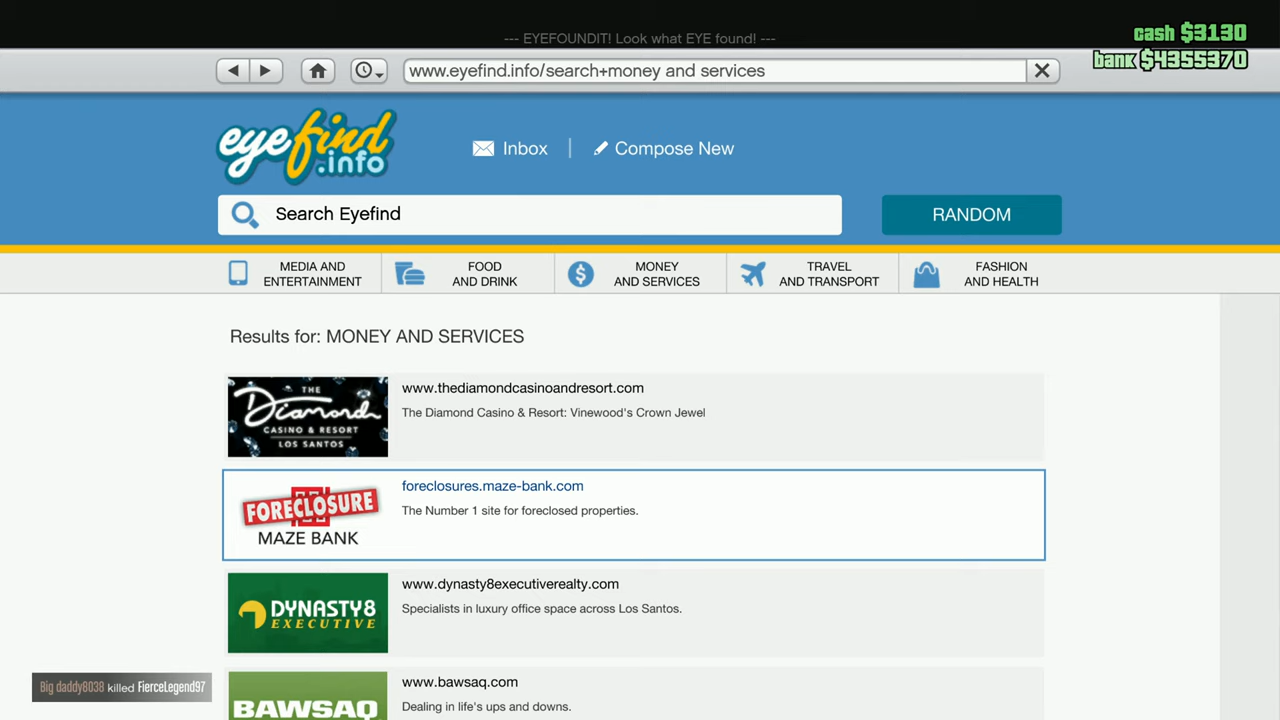 --- EYEFOUNDIT! Look what EYE found! ---
cash $3130
bank $4355370
www.eyefind.info/search+money and services
eyefind
.info
Inbox
Compose New
Search Eyefind
RANDOM
MEDIA AND
ENTERTAINMENT
FOOD
AND DRINK
MONEY
AND SERVICES
TRAVEL
AND TRANSPORT
FASHION
AND HEALTH
Results for: MONEY AND SERVICES
THE
Diamond
CASINO & RESORT
LOS SANTOS
www.thediamondcasinoandresort.com
The Diamond Casino & Resort: Vinewood's Crown Jewel
FORECLOSURE
MAZE BANK
foreclosures.maze-bank.com
The Number 1 site for foreclosed properties.
DYNASTY8
EXECUTIVE
www.dynasty8executiverealty.com
Specialists in luxury office space across Los Santos.
BAWSAQ
www.bawsaq.com
Dealing in life's ups and downs.
Big daddy8038 killed FierceLegend97